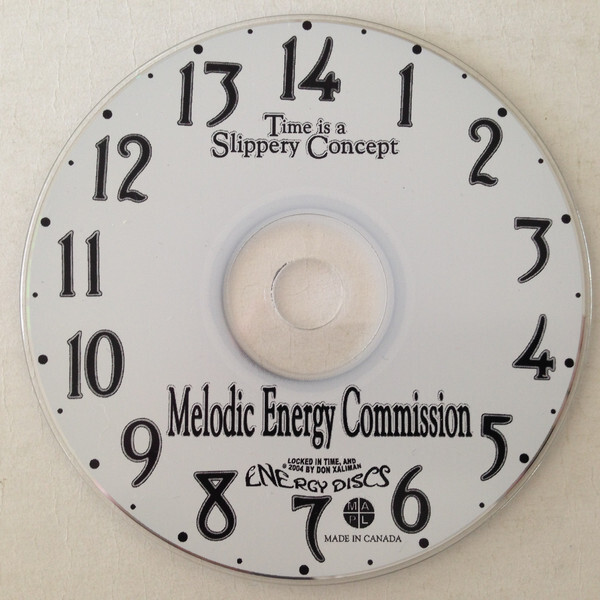 14
1
2
3
4
5
6
7
8
9
10
11
12
13
Time is a
Slippery Concept
Melodic Energy Commission
LOCKED IN TIME, AND
© 2004 BY DON XALIMAN
ENERGY DISCS
M A
P L
MADE IN CANADA